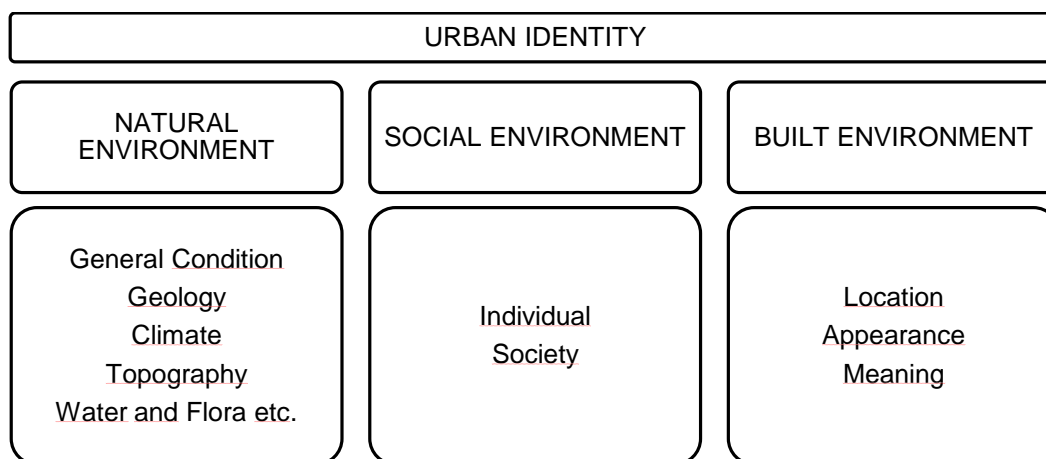 URBAN IDENTITY
NATURAL
ENVIRONMENT
SOCIAL ENVIRONMENT
BUILT ENVIRONMENT
General Condition
Geology
Climate
Topography
Water and Flora etc.
Individual
Society
Location
Appearance
Meaning